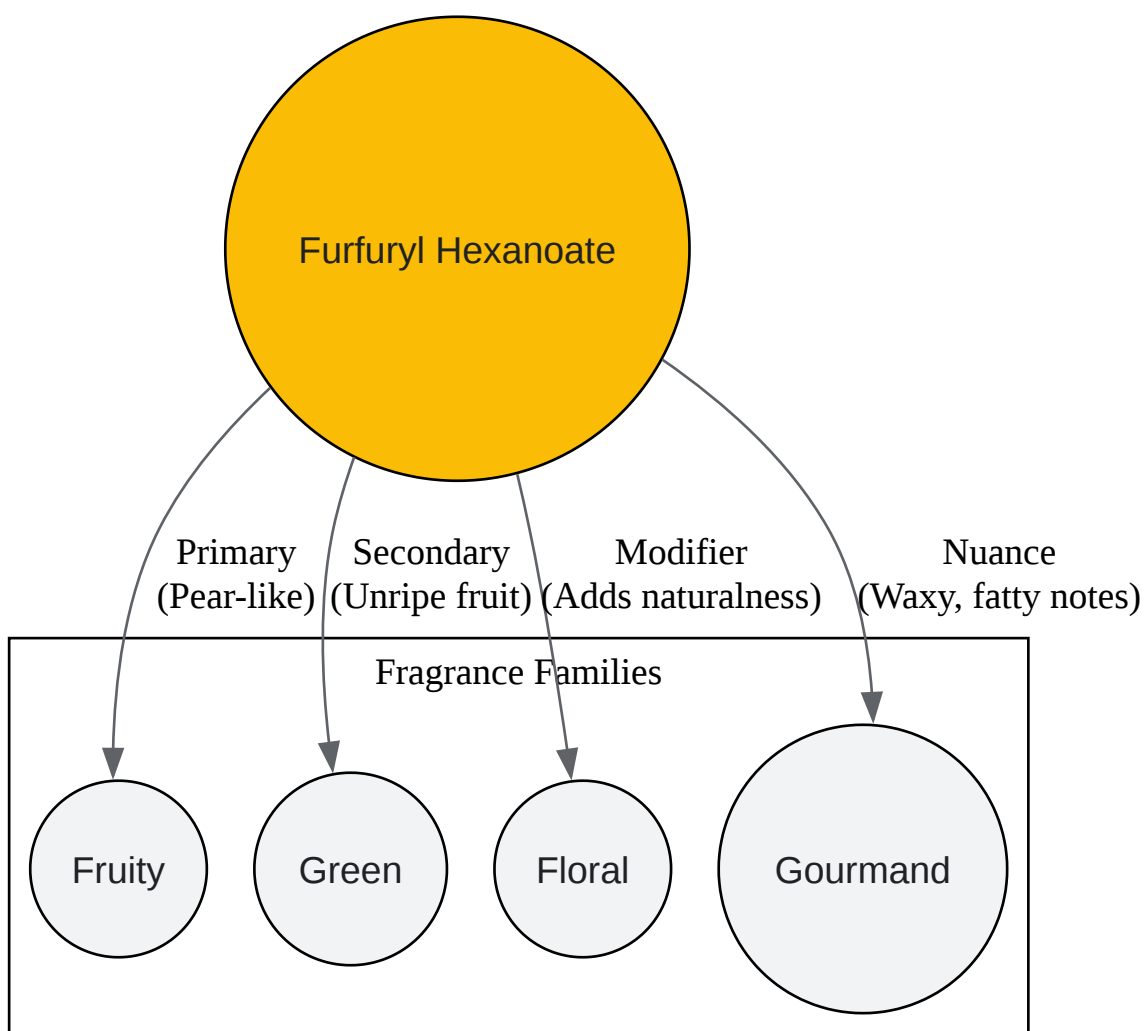 Furfuryl Hexanoate
Primary
(Pear-like)
Secondary
(Unripe fruit)
Modifier
(Adds naturalness)
Nuance
(Waxy, fatty notes)
Fragrance Families
Fruity
Green
Floral
Gourmand